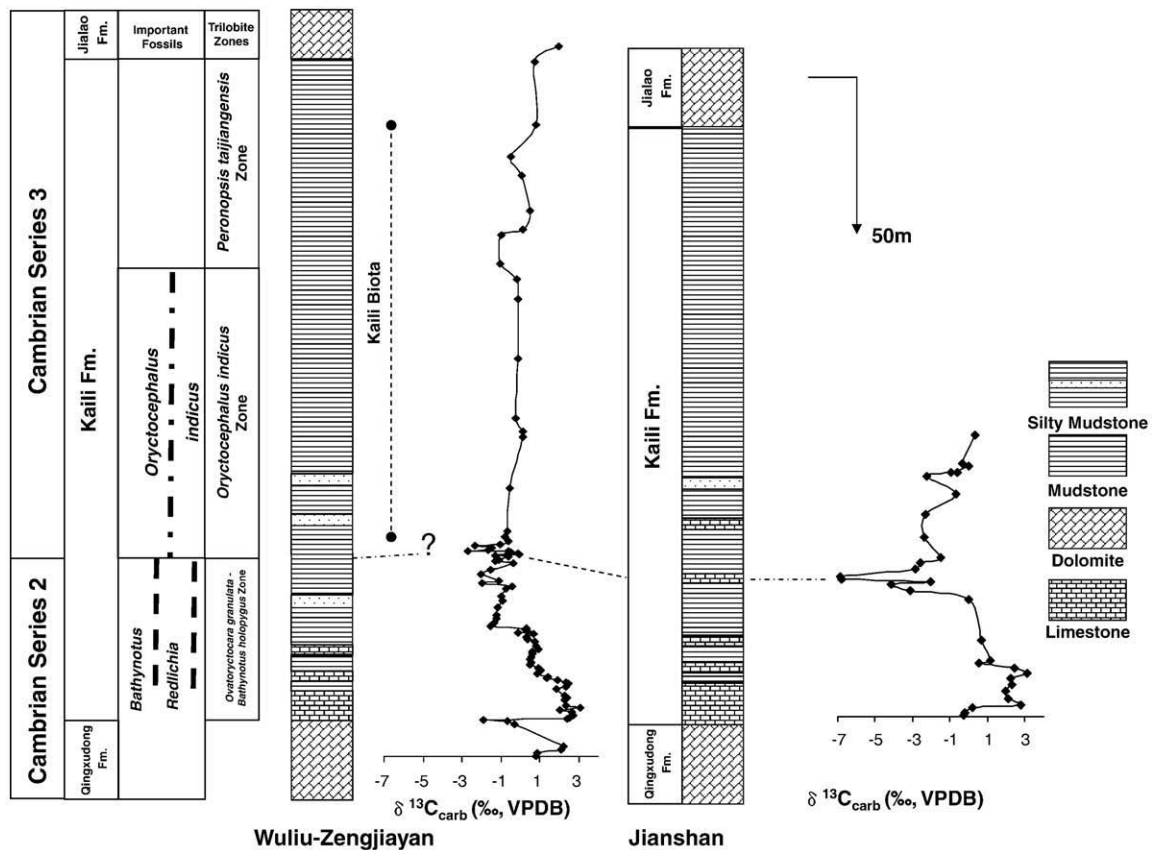 Jialao
Fm.
Important
Fossils
Trilobite
Zones
Cambrian Series 3
Kaili Fm.
Oryctocephalus
indicus
Peronopsis taijiangensis
Zone
Oryctocephalus indicus
Zone
Kaili Biota
?
Cambrian Series 2
Qingxudong
Fm.
Bathynotus
Redlichia
Ovatoryctocara granulata -
Bathynotus holopygus Zone
-7 -5 -3 -1 1 3
δ 13Ccarb (‰, VPDB)
Wuliu-Zengjiayan
Jialao
Fm.
Kaili Fm.
Qingxudong
Fm.
Jianshan
50m
-7 -5 -3 -1 1 3
δ 13Ccarb (‰, VPDB)
Silty Mudstone
Mudstone
Dolomite
Limestone